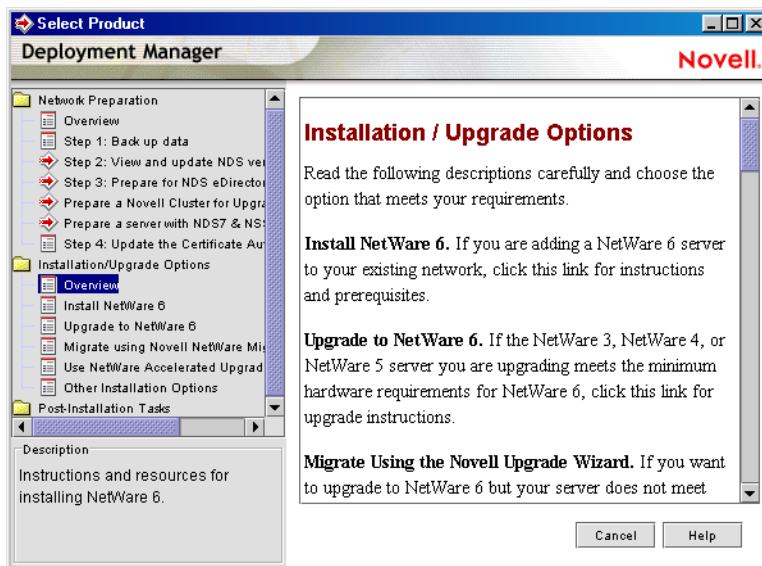 Select Product
Deployment Manager
Novell.
Network Preparation
Overview
Step 1: Back up data
Step 2: View and update NDS ver
Step 3: Prepare for NDS eDirector
Prepare a Novell Cluster for Upgra
Prepare a server with NDS7 & NS
Step 4: Update the Certificate Au
Installation/Upgrade Options
Overview
Install NetWare 6
Upgrade to NetWare 6
Migrate using Novell NetWare Mi
Use NetWare Accelerated Upgrad
Other Installation Options
Post-Installation Tasks
Description
Instructions and resources for
installing NetWare 6.
Installation / Upgrade Options
Read the following descriptions carefully and choose the
option that meets your requirements.
Install NetWare 6. If you are adding a NetWare 6 server
to your existing network, click this link for instructions
and prerequisites.
Upgrade to NetWare 6. If the NetWare 3, NetWare 4, or
NetWare 5 server you are upgrading meets the minimum
hardware requirements for NetWare 6, click this link for
upgrade instructions.
Migrate Using the Novell Upgrade Wizard. If you want
to upgrade to NetWare 6 but your server does not meet
Cancel
Help